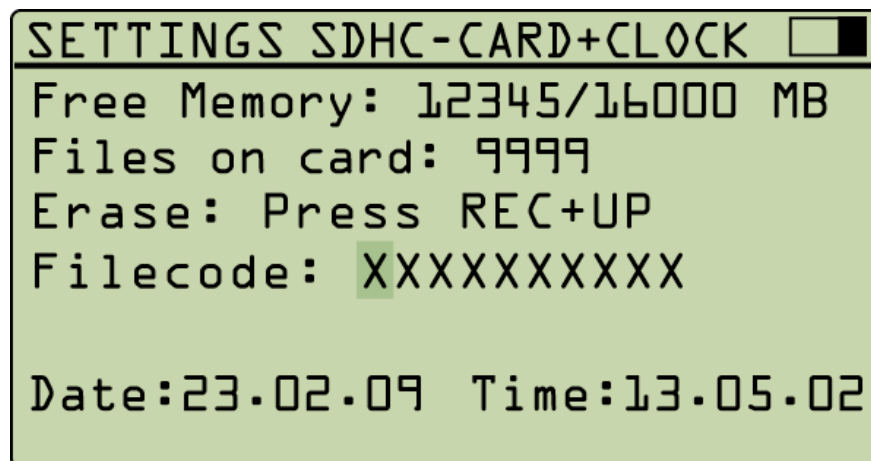 SETTINGS SDHC-CARD+CLOCK
Free Memory: 12345/16000 MB
Files on card: 9999
Erase: Press REC+UP
Filecode: XXXXXXXXXX
Date:23.02.09 Time:13.05.02